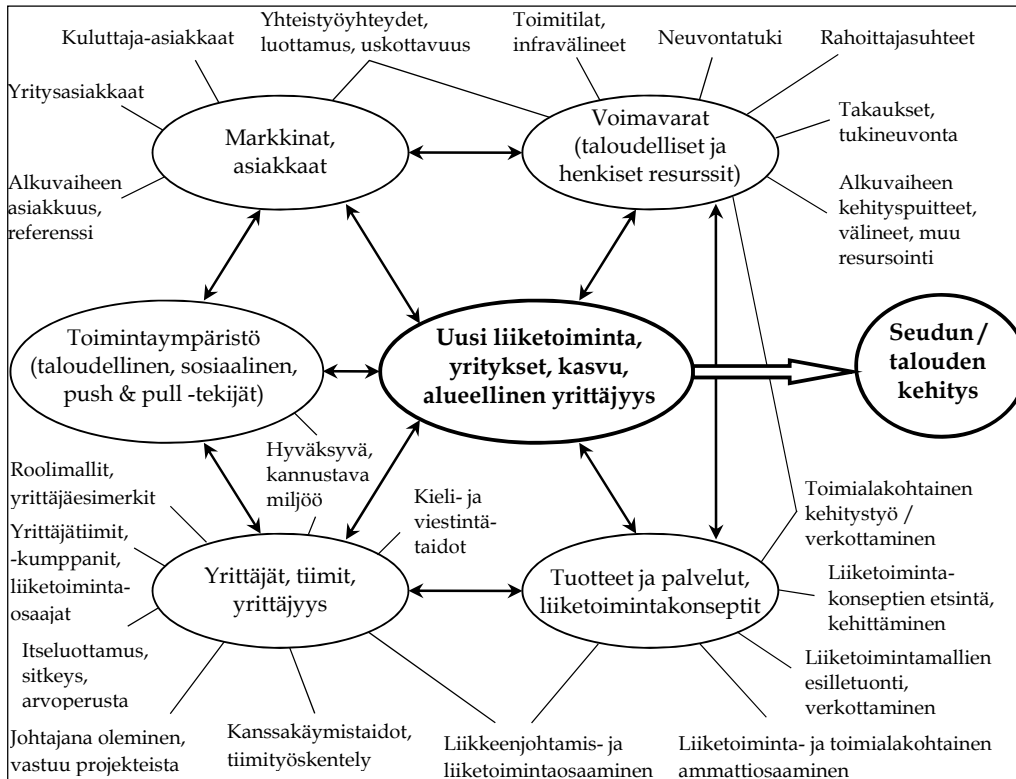 Kuluttaja-asiakkaat
Yhteistyöyhteydet,
luottamus, uskottavuus
Toimitilat,
infravälineet
Neuvontatuki
Rahoittajasuhteet
Yritysasiakkaat
Markkinat,
asiakkaat
Voimavarat
(taloudelliset ja
henkiset resurssit)
Takaukset,
tukineuvonta
Alkuvaiheen
asiakkuus,
referenssi
Alkuvaiheen
kehityspuitteet,
välineet, muu
resursointi
Toimintaympäristö
(taloudellinen, sosiaalinen,
push & pull -tekijät)
Uusi liiketoiminta,
yritykset, kasvu,
alueellinen yrittäjyys
Seudun /
talouden
kehitys
Roolimallit,
yrittäjäesimerkit
Hyväksyvä,
kannustava
miljöö
Kieli- ja
viestintä-
taidot
Toimialakohtainen
kehitystyö /
verkottaminen
Yrittäjätiimit,
-kumppanit,
liiketoiminta-
osaajat
Yrittäjät, tiimit,
yrittäjyys
Tuotteet ja palvelut,
liiketoimintakonseptit
Liiketoiminta-
konseptien etsintä,
kehittäminen
Itseluottamus,
sitkeys,
arvoperusta
Liiketoimintamallien
esilletuonti,
verkottaminen
Johtajana oleminen,
vastuu projekteista
Kanssakäymistaidot,
tiimityöskentely
Liikkeenjohtamis- ja
liiketoimintaosaaminen
Liiketoiminta- ja toimialakohtainen
ammattiosaaminen